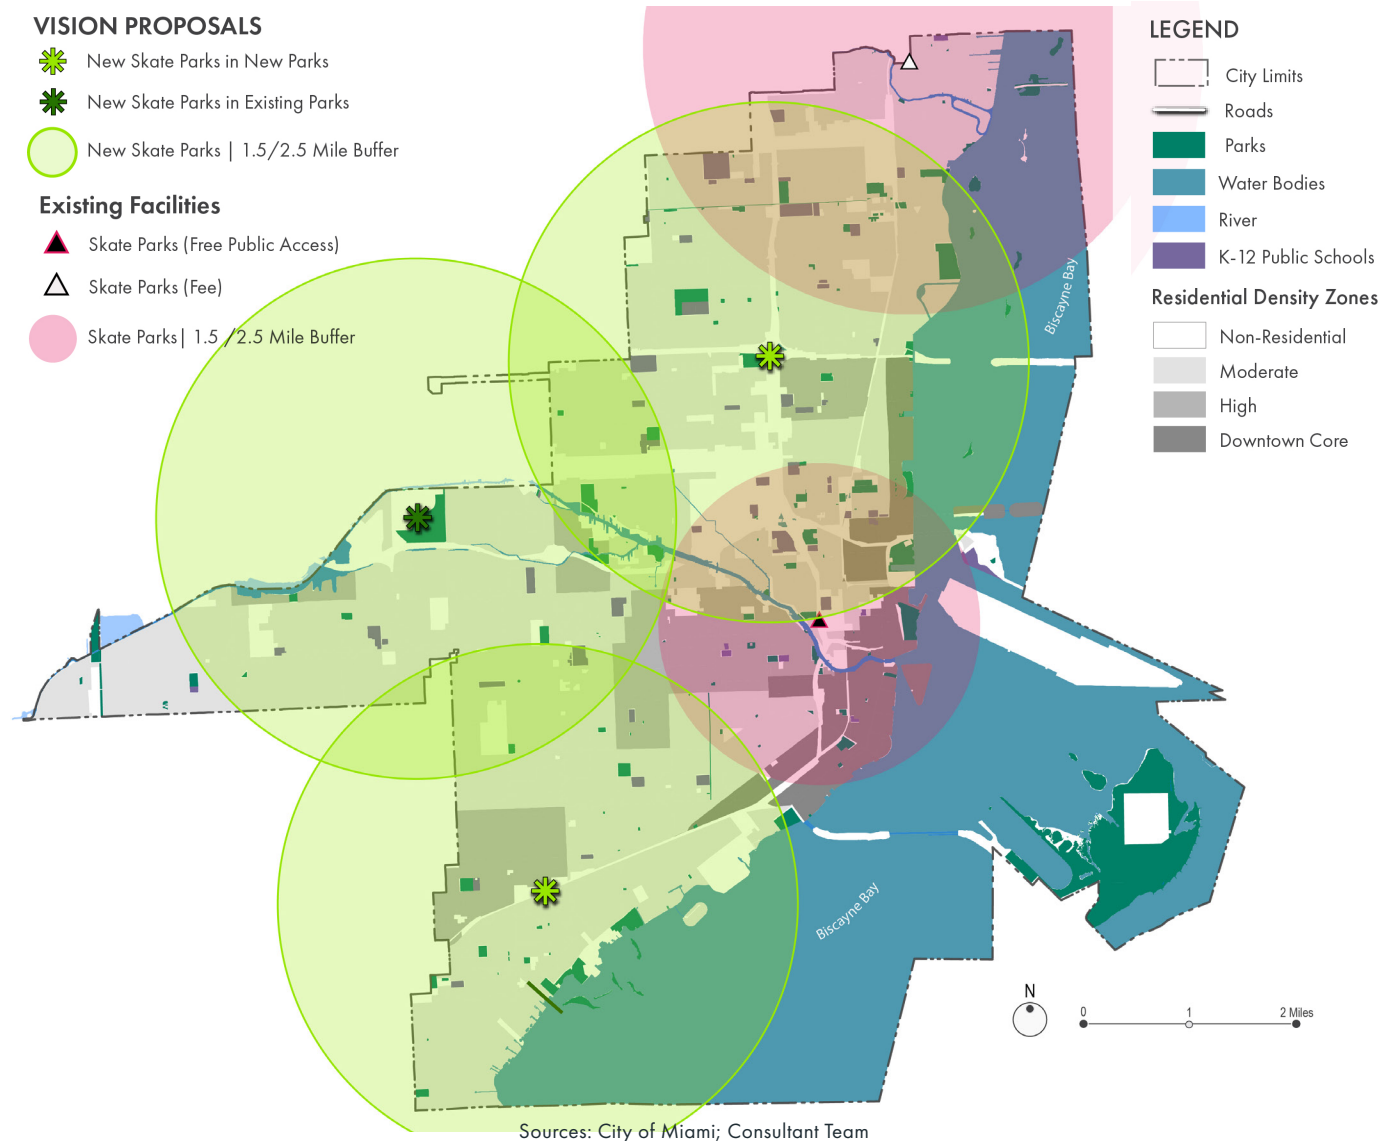 VISION PROPOSALS
New Skate Parks in New Parks
New Skate Parks in Existing Parks
New Skate Parks | 1.5/2.5 Mile Buffer
Existing Facilities
Skate Parks (Free Public Access)
Skate Parks (Fee)
Skate Parks| 1.5 /2.5 Mile Buffer
LEGEND
City Limits
Roads
Parks
Water Bodies
River
K-12 Public Schools
Residential Density Zones
Non-Residential
Moderate
High
Downtown Core
Biscayne Bay
Biscayne Bay
N
0 1 2 Miles
Sources: City of Miami; Consultant Team